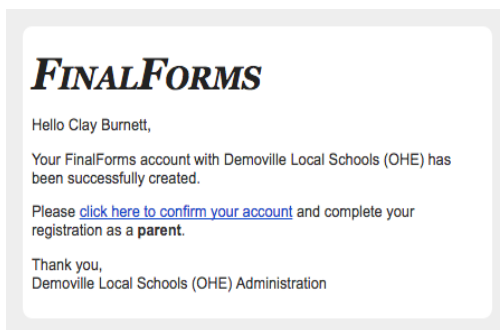 FINALFORMS
Hello Clay Burnett,
Your FinalForms account with Demoville Local Schools (OHE) has
been successfully created.
Please click here to confirm your account and complete your
registration as a parent.
Thank you,
Demoville Local Schools (OHE) Administration